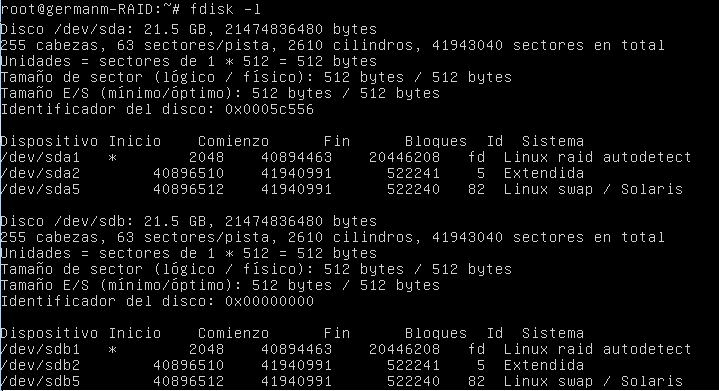 root@germanm-RAID:~# fdisk -l
Disco /dev/sda: 21.5 GB, 21474836480 bytes
255 cabezas, 63 sectores/pista, 2610 cilindros, 41943040 sectores en total
Unidades = sectores de 1 * 512 = 512 bytes
Tamaño de sector (lógico / físico): 512 bytes / 512 bytes
Tamaño E/S (mínimo/óptimo): 512 bytes / 512 bytes
Identificador del disco: 0x0005c556
Dispositivo Inicio    Comienzo      Fin      Bloques  Id  Sistema
/dev/sda1   *        2048    40894463    20446208   fd  Linux raid autodetect
/dev/sda2        40896510    41940991      522241    5  Extendida
/dev/sda5        40896512    41940991      522240   82  Linux swap / Solaris
Disco /dev/sdb: 21.5 GB, 21474836480 bytes
255 cabezas, 63 sectores/pista, 2610 cilindros, 41943040 sectores en total
Unidades = sectores de 1 * 512 = 512 bytes
Tamaño de sector (lógico / físico): 512 bytes / 512 bytes
Tamaño E/S (mínimo/óptimo): 512 bytes / 512 bytes
Identificador del disco: 0x00000000
Dispositivo Inicio    Comienzo      Fin      Bloques  Id  Sistema
/dev/sdb1   *        2048    40894463    20446208   fd  Linux raid autodetect
/dev/sdb2        40896510    41940991      522241    5  Extendida
/dev/sdb5        40896512    41940991      522240   82  Linux swap / Solaris